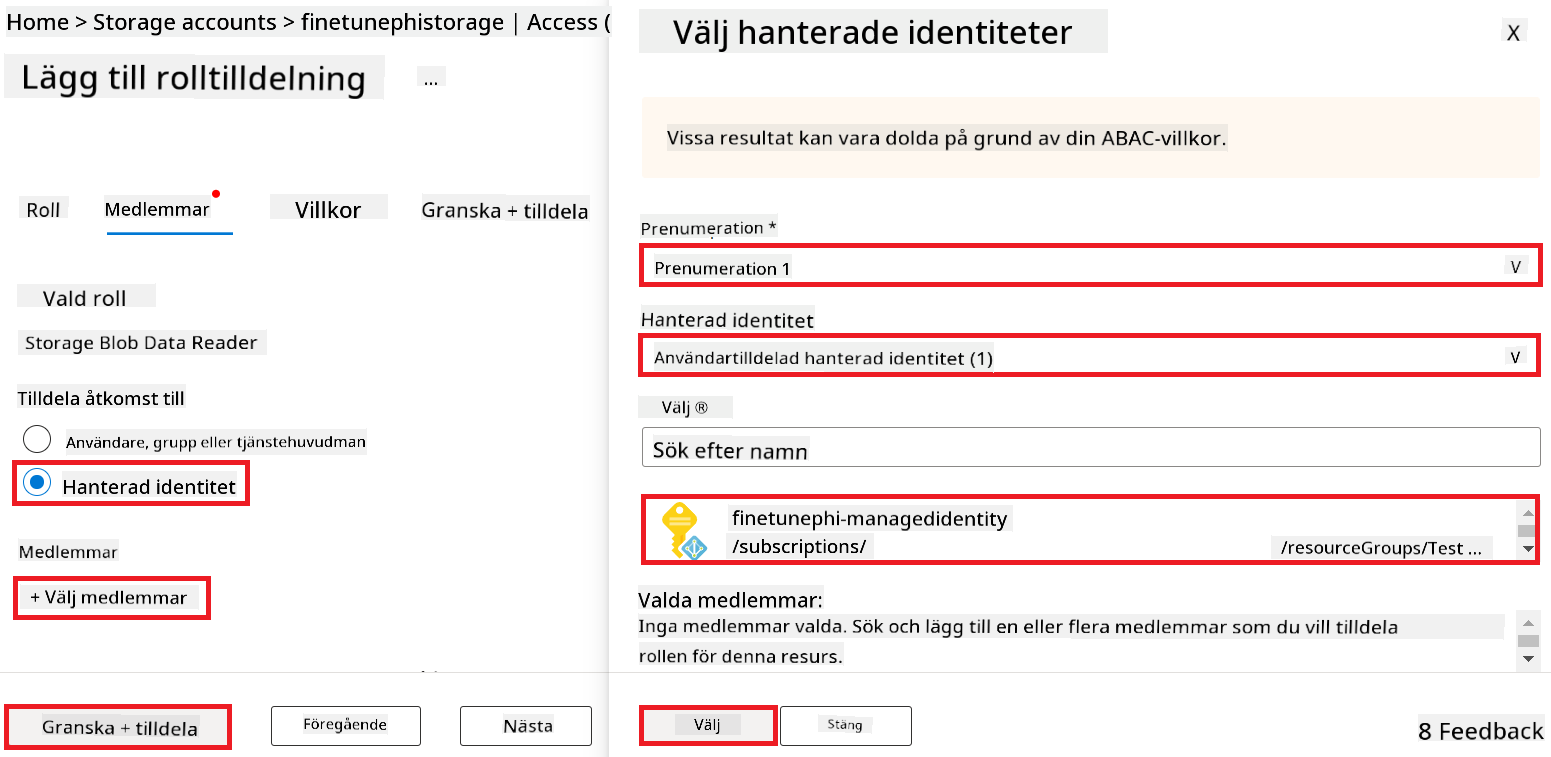 Home > Storage accounts > finetunephistorage | Access (
Lägg till rolltilldelning
...
Roll
Medlemmar
Villkor
Granska + tilldela
Vald roll
Storage Blob Data Reader
Tilldela åtkomst till
Användare, grupp eller tjänstehuvudman
Hanterad identitet
Medlemmar
+ Välj medlemmar
Granska + tilldela
Föregående
Nästa
Välj hanterade identiteter
X
Vissa resultat kan vara dolda på grund av din ABAC-villkor.
Prenumeration *
Prenumeration 1
V
Hanterad identitet
Användartilldelad hanterad identitet (1)
V
Välj ®
Sök efter namn
finetunephi-managedidentity
/subscriptions/ /resourceGroups/Test ...
Valda medlemmar:
Inga medlemmar valda. Sök och lägg till en eller flera medlemmar som du vill tilldela
rollen för denna resurs.
Välj
Stäng
8 Feedback